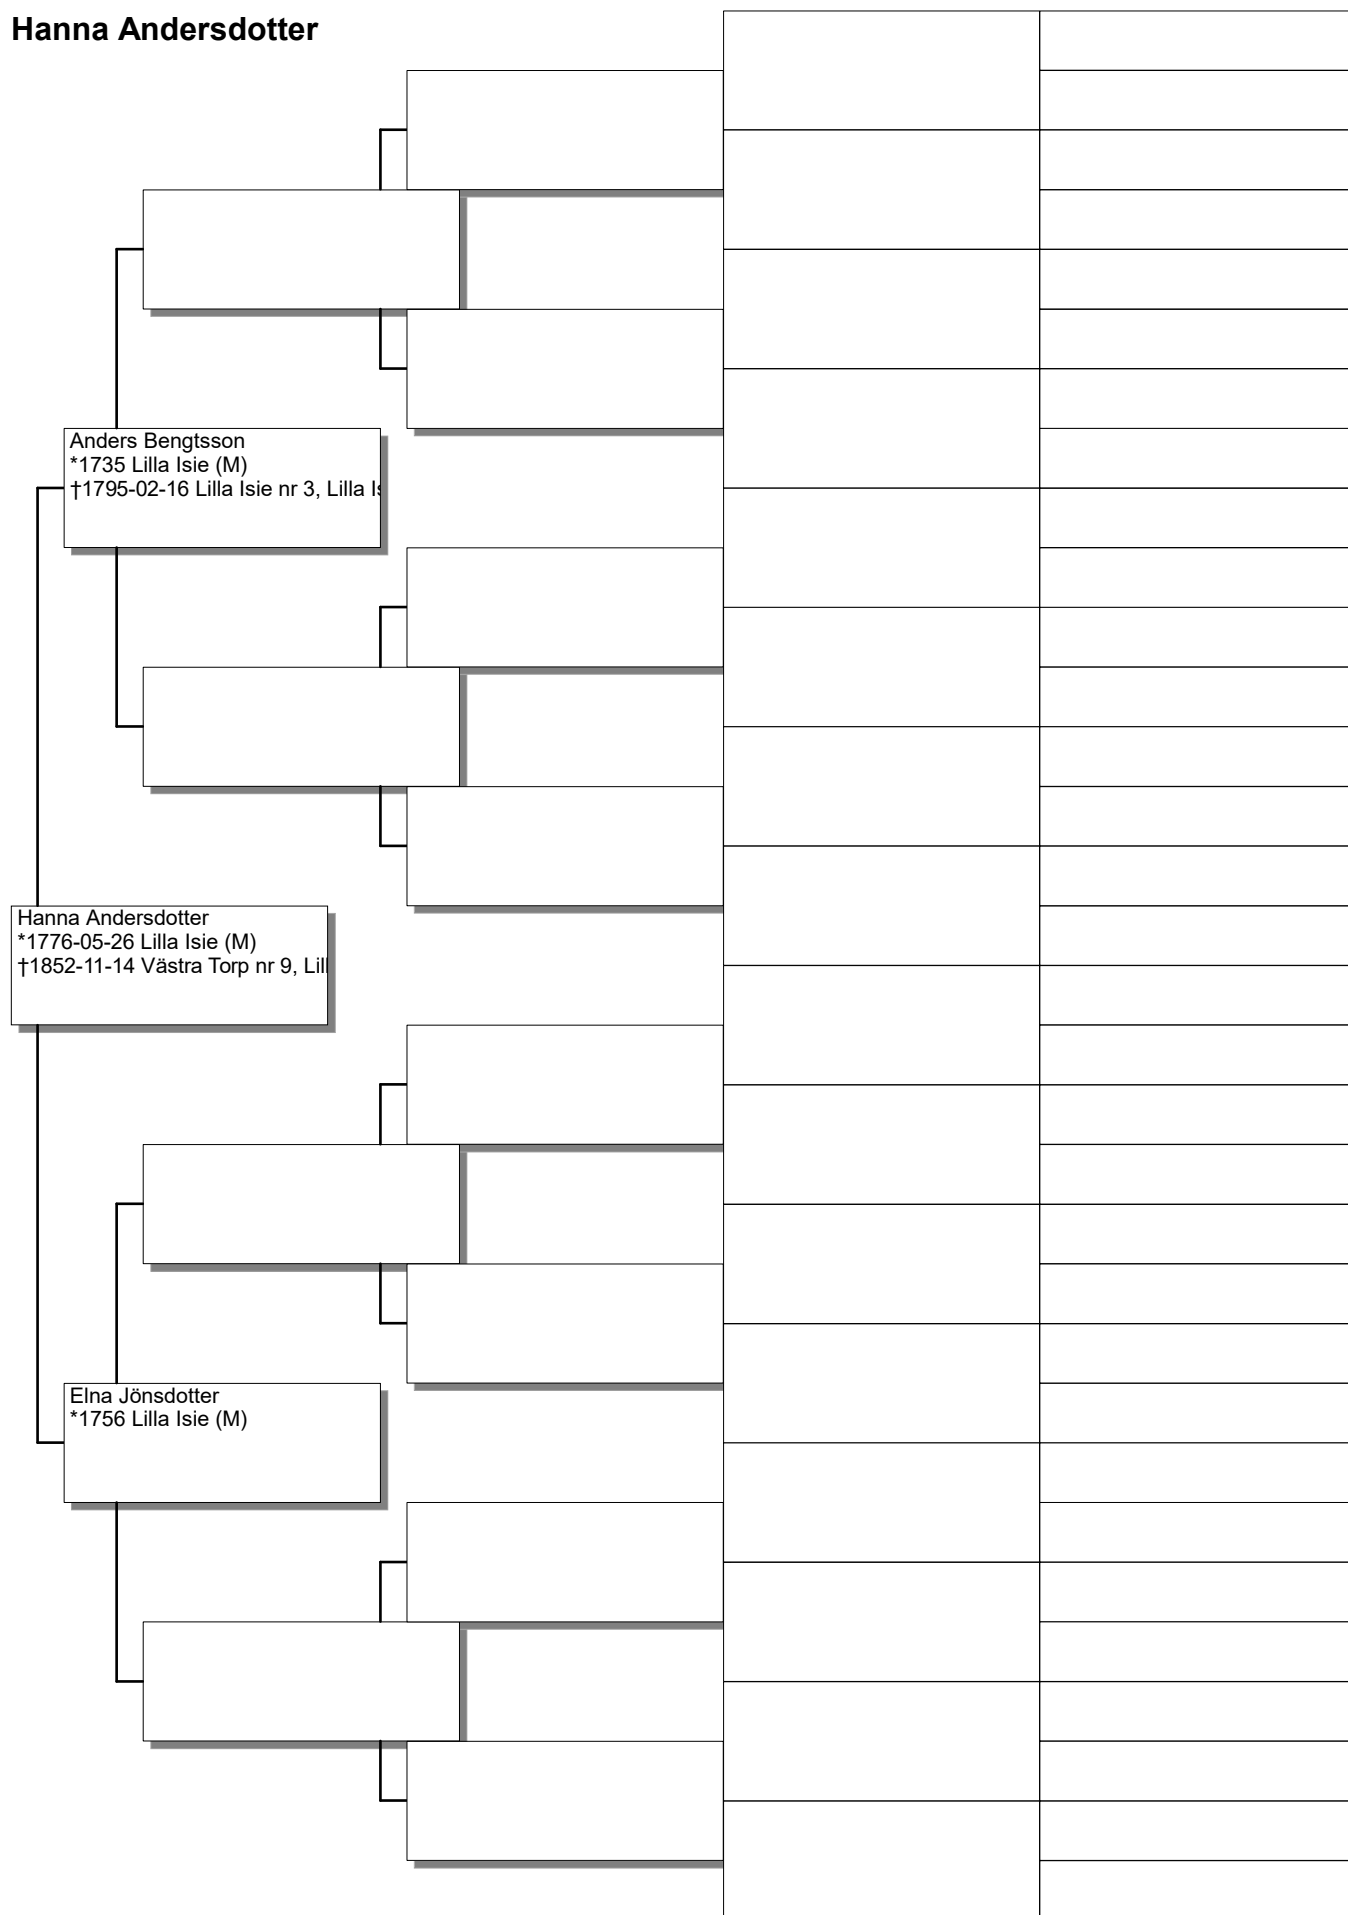 Hanna Andersdotter
Anders Bengtsson
*1735 Lilla Isie (M)
†1795-02-16 Lilla Isie nr 3, Lilla
Hanna Andersdotter
*1776-05-26 Lilla Isie (M)
†1852-11-14 Västra Torp nr 9,
Elna Jönsdotter
*1756 Lilla Isie (M)